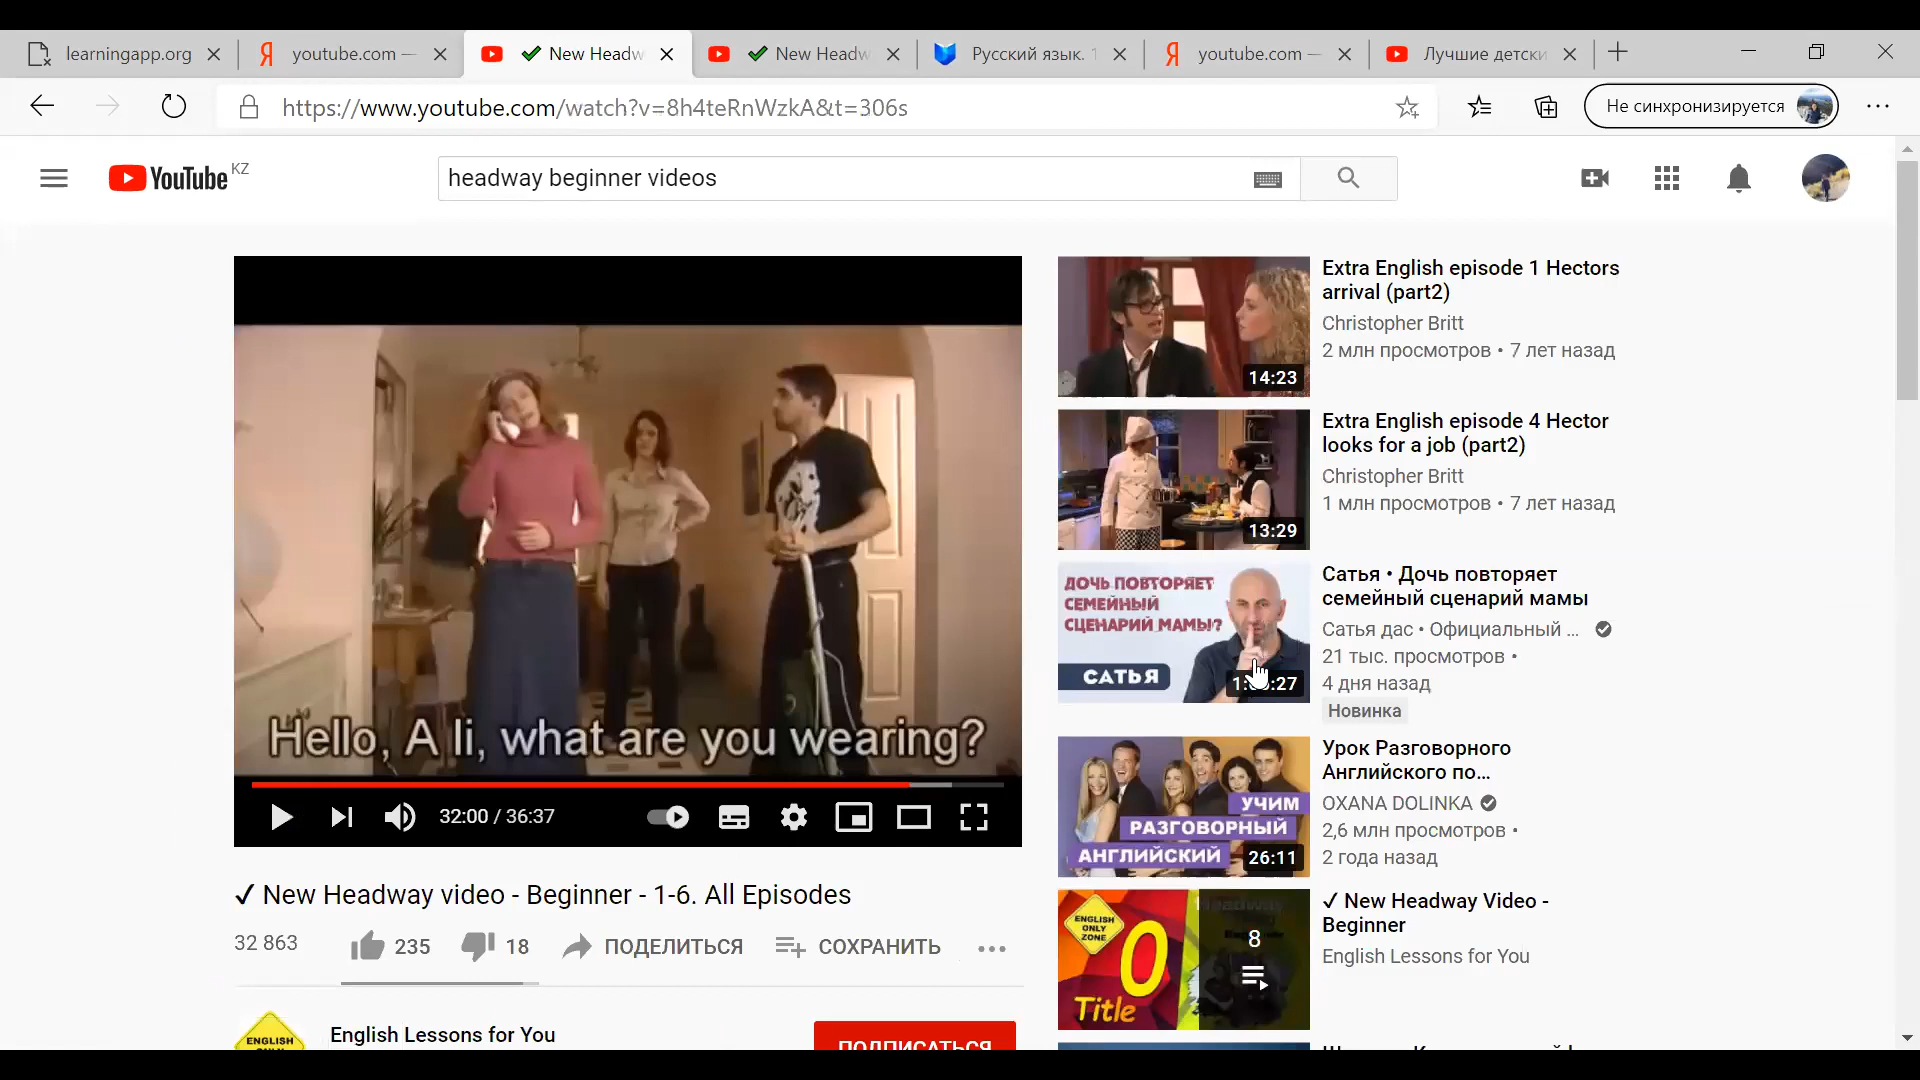 learningapp.org
youtube.com —
New Headw
New Headw
Русский язык. 1
youtube.com —
Лучшие детски
https://www.youtube.com/watch?v=8h4teRnWzkA&t=306s
Не синхронизируется
YouTube KZ
headway beginner videos
Hello, A li, what are you wearing?
32:00 / 36:37
✓ New Headway video - Beginner - 1-6. All Episodes
32 863
235
18
ПОДЕЛИТЬСЯ
СОХРАНИТЬ
ENGLISH
English Lessons for You
ПОДПИСАТЬСЯ
14:23
Extra English episode 1 Hectors
arrival (part2)
Christopher Britt
2 млн просмотров • 7 лет назад
13:29
Extra English episode 4 Hector
looks for a job (part2)
Christopher Britt
1 млн просмотров • 7 лет назад
ДОЧЬ ПОВТОРЯЕТ
СЕМЕЙНЫЙ
СЦЕНАРИЙ МАМЫ?
САТЬЯ
Сатья • Дочь повторяет
семейный сценарий мамы
Сатья дас • Официальный ...
21 тыс. просмотров •
4 дня назад
Новинка
УЧИМ
РАЗГОВОРНЫЙ
АНГЛИЙСКИЙ
26:11
Урок Разговорного
Английского по...
OXANA DOLINKA
2,6 млн просмотров •
2 года назад
ENGLISH
ONLY
ZONE
0
Title
8
✓ New Headway Video -
Beginner
English Lessons for You